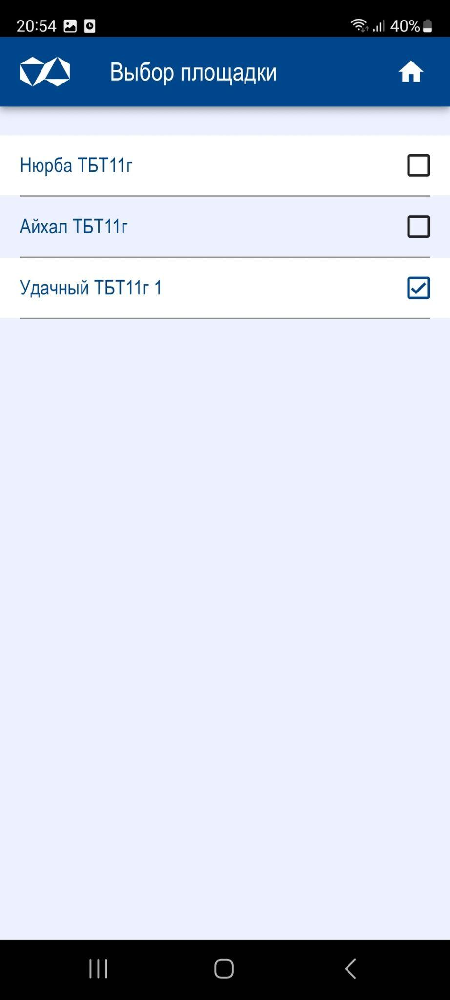 20:54 40%
Выбор площадки
Нюрба ТБТ11г
Айхал ТБТ11г
Удачный ТБТ11г 1